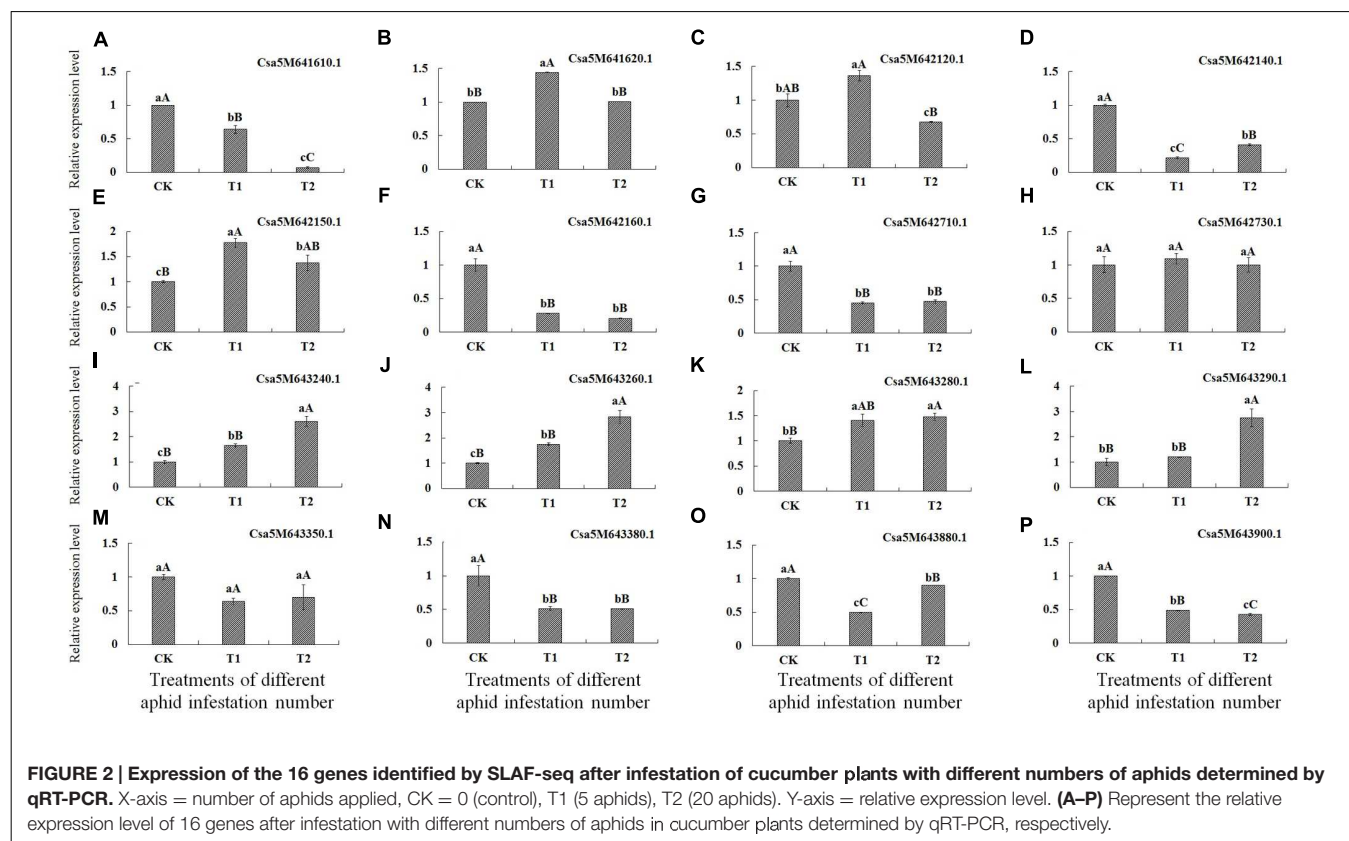 A
Csa5M641610.1
Relative expression level
1.5
1
0.5
0
aA
bB
cC
CK T1 T2
B
Csa5M641620.1
1.5
1
0.5
0
bB
aA
bB
CK T1 T2
C
Csa5M642120.1
1.5
1
0.5
0
bAB
aA
cB
CK T1 T2
D
Csa5M642140.1
1.5
1
0.5
0
aA
cC
bB
CK T1 T2
E
Csa5M642150.1
Relative expression level
2
1.5
1
0.5
0
cB
aA
bAB
CK T1 T2
F
Csa5M642160.1
1.5
1
0.5
0
aA
bB
bB
CK T1 T2
G
Csa5M642710.1
1.5
1
0.5
0
aA
bB
bB
CK T1 T2
H
Csa5M642730.1
1.5
1
0.5
0
aA
aA
aA
CK T1 T2
I
Csa5M643240.1
Relative expression level
4
3
2
1
0
cB
bB
aA
CK T1 T2
J
Csa5M643260.1
4
3
2
1
0
cB
bB
aA
CK T1 T2
K
Csa5M643280.1
2
1.5
1
0.5
0
bB
aAB
aA
CK T1 T2
L
Csa5M643290.1
4
3
2
1
0
bB
bB
aA
CK T1 T2
M
Csa5M643350.1
Relative expression level
1.5
1
0.5
0
aA
aA
aA
CK T1 T2
Treatments of different
aphid infestation number
N
Csa5M643380.1
1.5
1
0.5
0
aA
bB
bB
CK T1 T2
Treatments of different
aphid infestation number
O
Csa5M643880.1
1.5
1
0.5
0
aA
cC
bB
CK T1 T2
Treatments of different
aphid infestation number
P
Csa5M643900.1
1.5
1
0.5
0
aA
bB
cC
CK T1 T2
Treatments of different
aphid infestation number
FIGURE 2 | Expression of the 16 genes identified by SLAF-seq after infestation of cucumber plants with different numbers of aphids determined by
qRT-PCR. X-axis = number of aphids applied, CK = 0 (control), T1 (5 aphids), T2 (20 aphids). Y-axis = relative expression level. (A–P) Represent the relative
expression level of 16 genes after infestation with different numbers of aphids in cucumber plants determined by qRT-PCR, respectively.